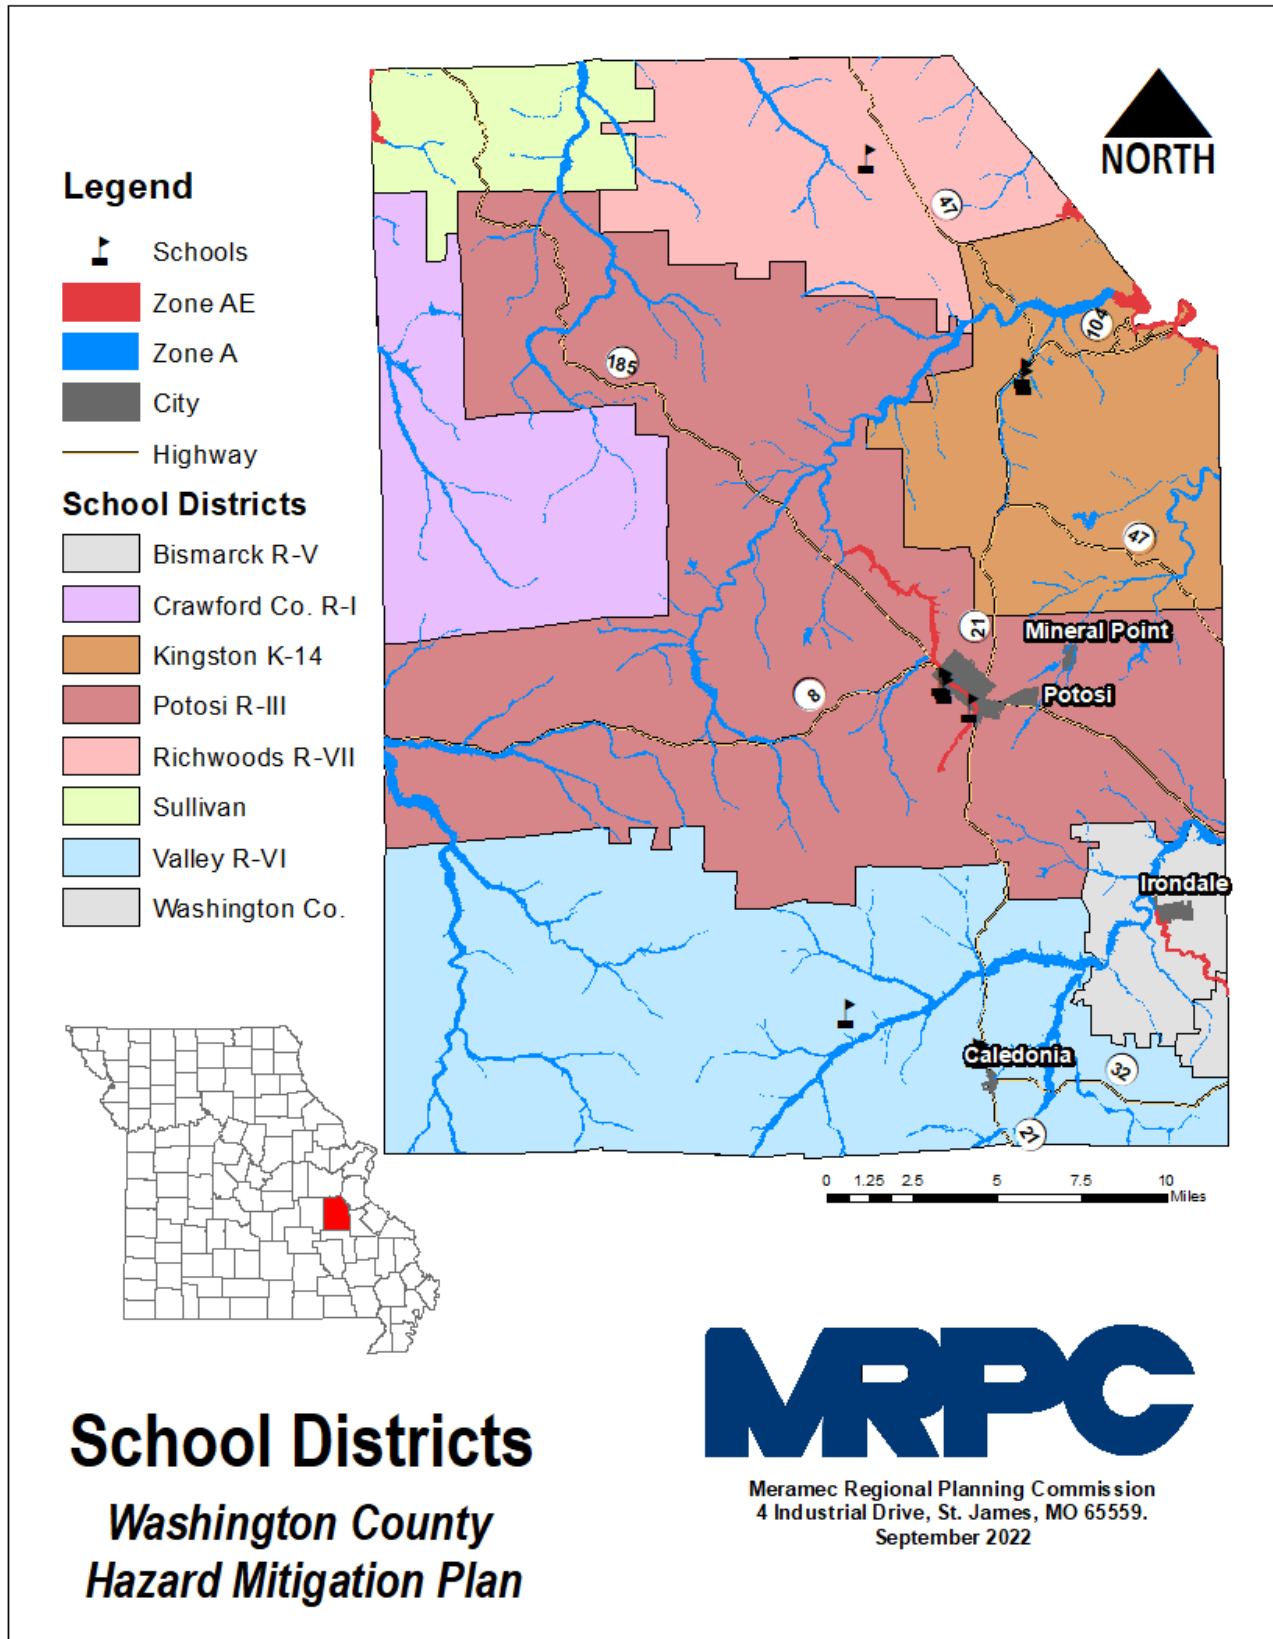 NORTH
Legend
Schools
Zone AE
Zone A
City
Highway
School Districts
Bismarck R-V
Crawford Co. R-I
Kingston K-14
Potosi R-III
Richwoods R-VII
Sullivan
Valley R-VI
Washington Co.
47
104
185
47
21
Mineral Point
8
Potosi
Irondale
Caledonia
32
21
0 1.25 2.5 5 7.5 10
Miles
MRPC
School Districts
Washington County
Hazard Mitigation Plan
Meramec Regional Planning Commission
4 Industrial Drive, St. James, MO 65559.
September 2022